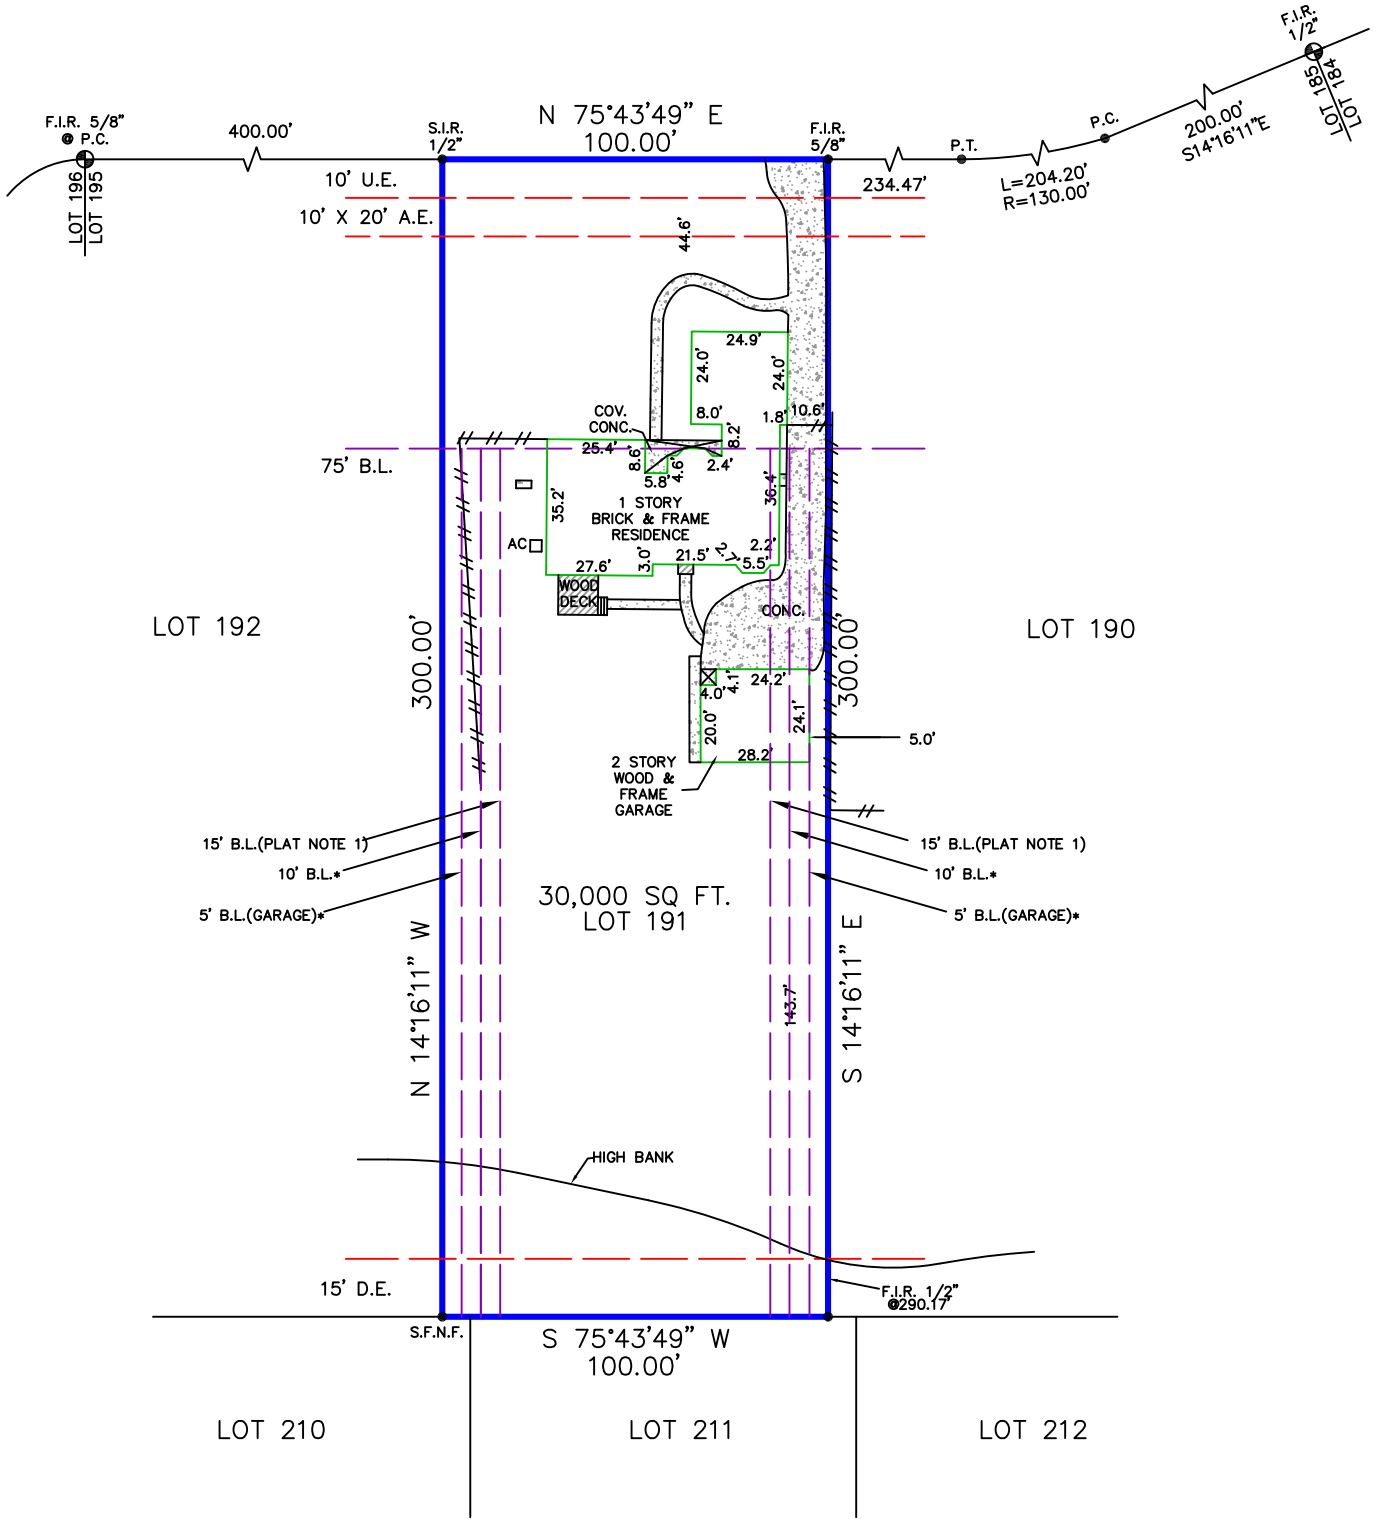 F.I.R.
1/2"
LOT 185
LOT 184
F.I.R. 5/8"
@ P.C.
400.00'
S.I.R.
1/2"
N 75°43'49" E
100.00'
F.I.R.
5/8"
P.T.
P.C.
200.00'
S14°16'11"E
L=204.20'
R=130.00'
234.47'
LOT 196
LOT 195
10' U.E.
10' X 20' A.E.
44.6'
24.9'
24.0'
24.0'
8.0'
8.2'
1.8'
10.6'
COV.
CONC.
25.4'
8.6'
4.6'
2.4'
5.8'
75' B.L.
35.2'
36.4'
1 STORY
BRICK & FRAME
RESIDENCE
AC
27.6'
3.0'
21.5'
2.7'
5.5'
2.2'
WOOD
DECK
CONC.
LOT 192
LOT 190
300.00'
300.00'
4.0'
4.1'
24.2'
20.0'
24.1'
28.2'
5.0'
2 STORY
WOOD &
FRAME
GARAGE
15' B.L.(PLAT NOTE 1)
10' B.L.*
5' B.L.(GARAGE)*
15' B.L.(PLAT NOTE 1)
10' B.L.*
5' B.L.(GARAGE)*
30,000 SQ FT.
LOT 191
N 14°16'11" W
S 14°16'11" E
143.7'
HIGH BANK
15' D.E.
F.I.R. 1/2"
@290.17'
S.F.N.F.
S 75°43'49" W
100.00'
LOT 210
LOT 211
LOT 212